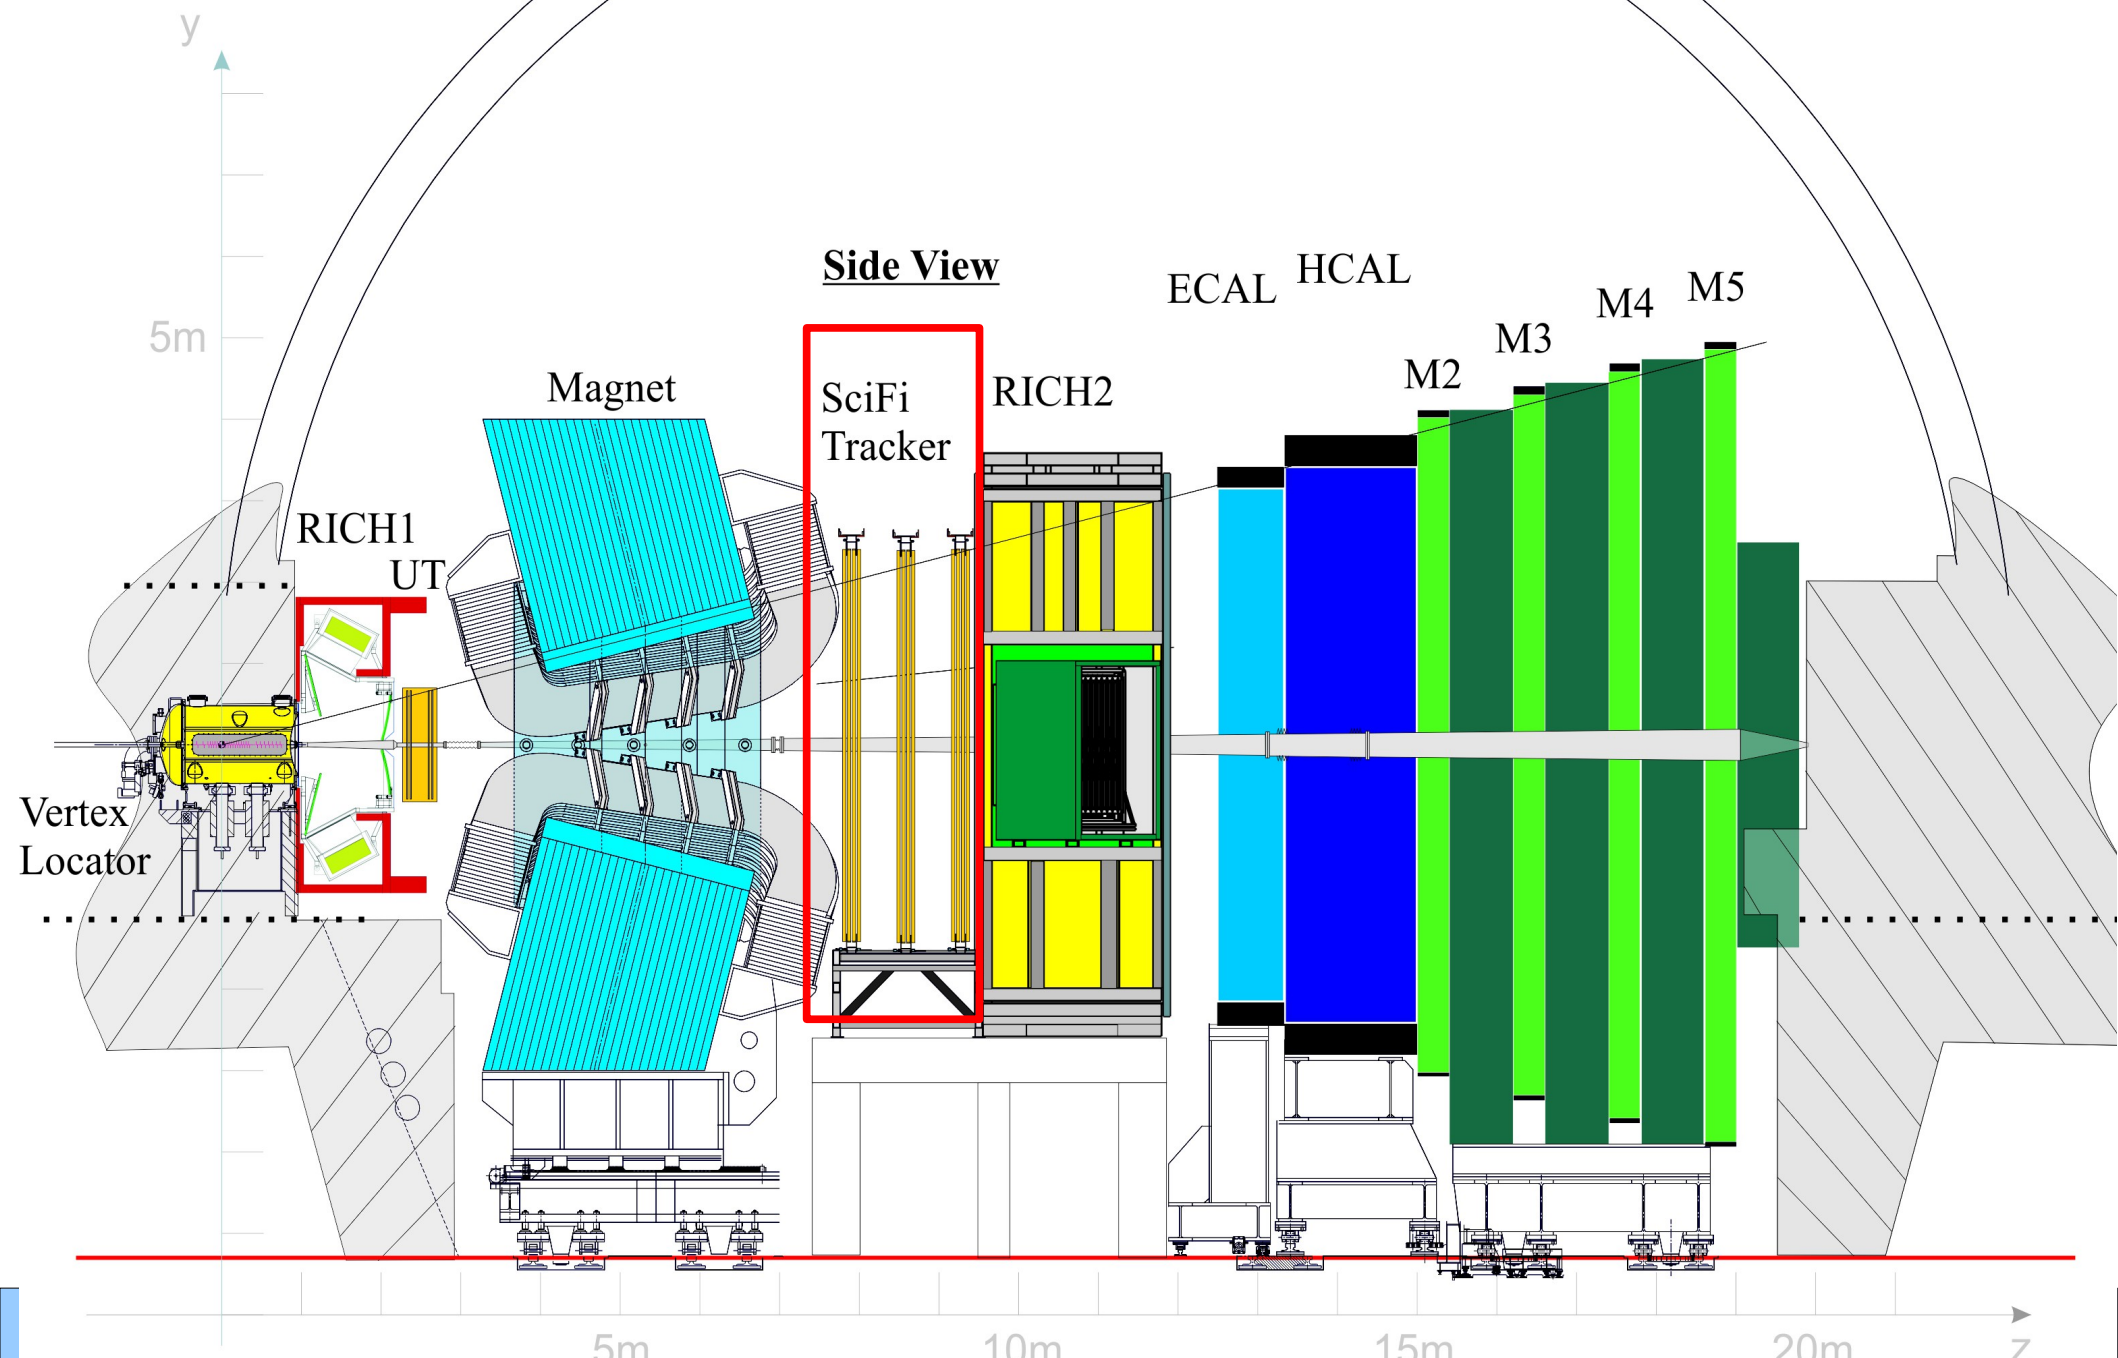 y
Side View
ECAL
HCAL
M5
M4
M3
5m
M2
Magnet
SciFi
Tracker
RICH2
RICH1
UT
Vertex
Locator
5m
10m
15m
20m
z